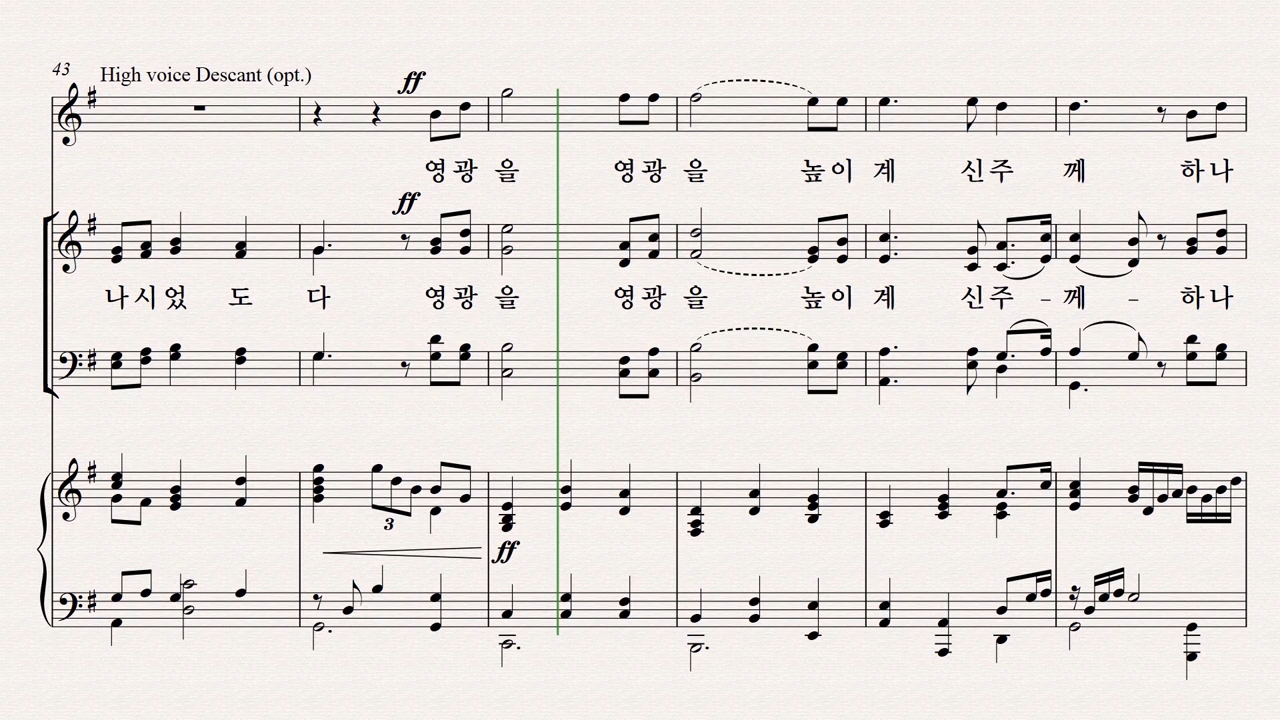 43 High voice Descant (opt.)
ff
영광 을 영광 을 높이 계 신주 께 하나
ff
나시었 도 다 영광 을 영광 을 높이 계 신주 - 께 - 하나
3
ff